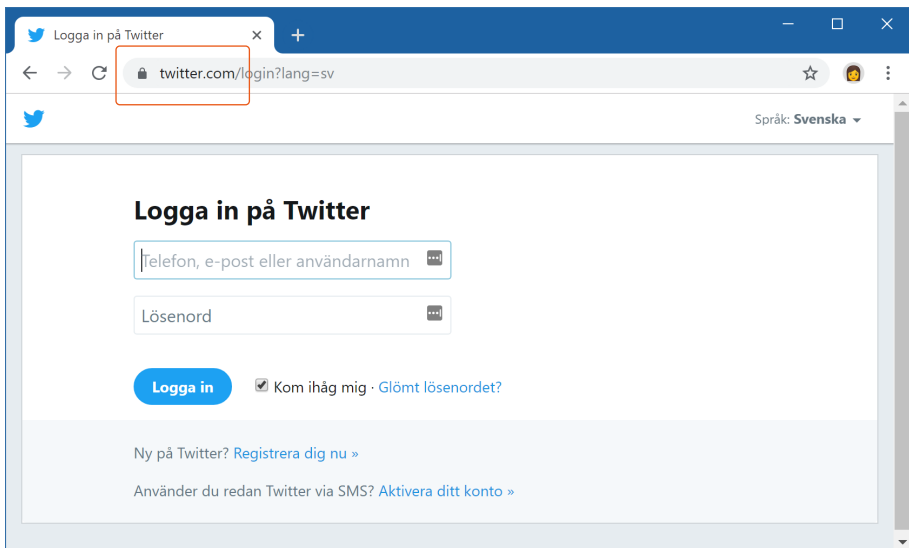 Logga in på Twitter
twitter.com/login?lang=sv
Språk: Svenska
Logga in på Twitter
Telefon, e-post eller användarnamn
Lösenord
Logga in Kom ihåg mig · Glömt lösenordet?
Ny på Twitter? Registrera dig nu »
Använder du redan Twitter via SMS? Aktivera ditt konto »